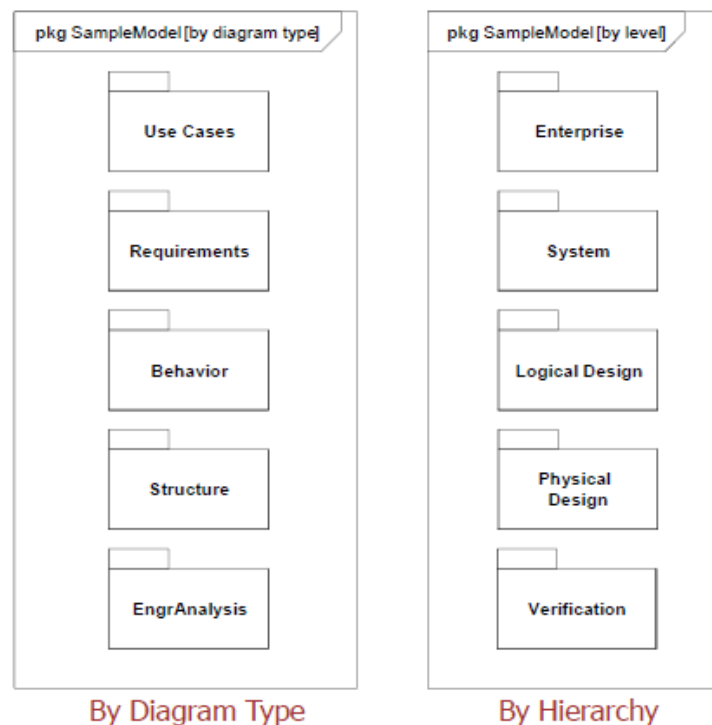 pkg SampleModel[by diagram type]
Use Cases
Requirements
Behavior
Structure
EngrAnalysis
By Diagram Type
pkg SampleModel[by level]
Enterprise
System
Logical Design
Physical
Design
Verification
By Hierarchy